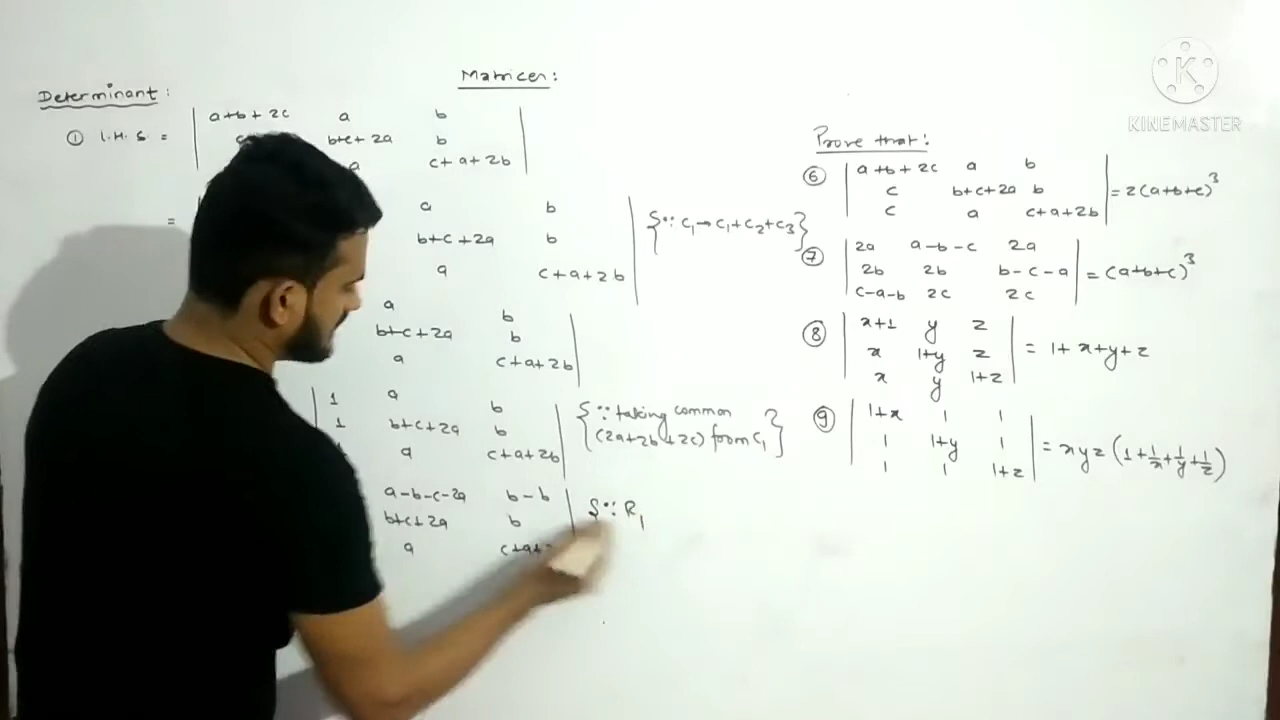 Matrices:
Determinant:
① L.H.S. = | a+b+2c a b |
b+c+2a b
a c+a+2b
= a b
b+c+2a b
a c+a+2b | {∵ C₁→C₁+C₂+C₃}
a b
b+c+2a b
a c+a+2b |
| 1 a b
1 b+c+2a b
a c+a+2b | {∵ taking common
(2a+2b+2c) from C₁}
a-b-c-2a b-b
b+c+2a b
a c+a+2 | {∵ R₁
Prove that:
⑥ | a+b+2c a b |
c b+c+2a b
c a c+a+2b | = 2(a+b+c)³
⑦ | 2a a-b-c 2a |
2b 2b b-c-a
c-a-b 2c 2c | = (a+b+c)³
⑧ | x+1 y z |
x 1+y z
x y 1+z | = 1+x+y+z
⑨ | 1+x 1 1 |
1 1+y 1
1 1 1+z | = xyz (1+1/x+1/y+1/z)
KINEMASTER